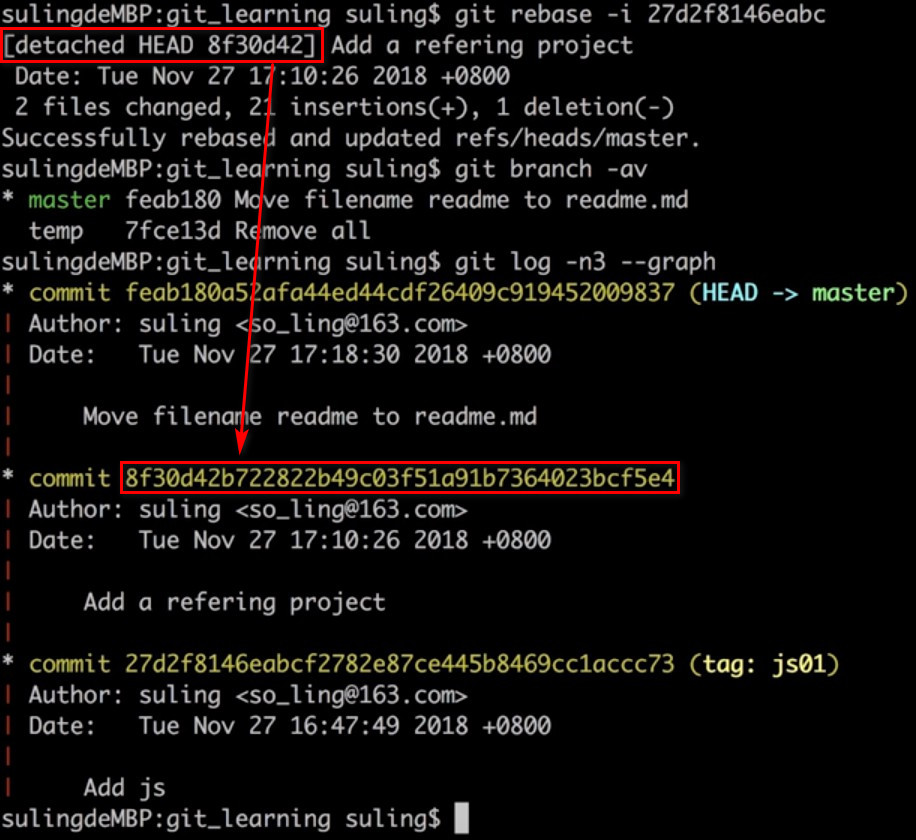 sulingdeMBP:git_learning suling$ git rebase -i 27d2f8146eabc
[detached HEAD 8f30d42] Add a refering project
 Date: Tue Nov 27 17:10:26 2018 +0800
 2 files changed, 21 insertions(+), 1 deletion(-)
Successfully rebased and updated refs/heads/master.
sulingdeMBP:git_learning suling$ git branch -av
* master feab180 Move filename readme to readme.md
  temp   7fce13d Remove all
sulingdeMBP:git_learning suling$ git log -n3 --graph
* commit feab180a52afa44ed44cdf26409c919452009837 (HEAD -> master)
| Author: suling <so_ling@163.com>
| Date:   Tue Nov 27 17:18:30 2018 +0800
|
|     Move filename readme to readme.md
|
* commit 8f30d42b722822b49c03f51a91b7364023bcf5e4
| Author: suling <so_ling@163.com>
| Date:   Tue Nov 27 17:10:26 2018 +0800
|
|     Add a refering project
|
* commit 27d2f8146eabcf2782e87ce445b8469cc1accc73 (tag: js01)
| Author: suling <so_ling@163.com>
| Date:   Tue Nov 27 16:47:49 2018 +0800
|
|     Add js
sulingdeMBP:git_learning suling$